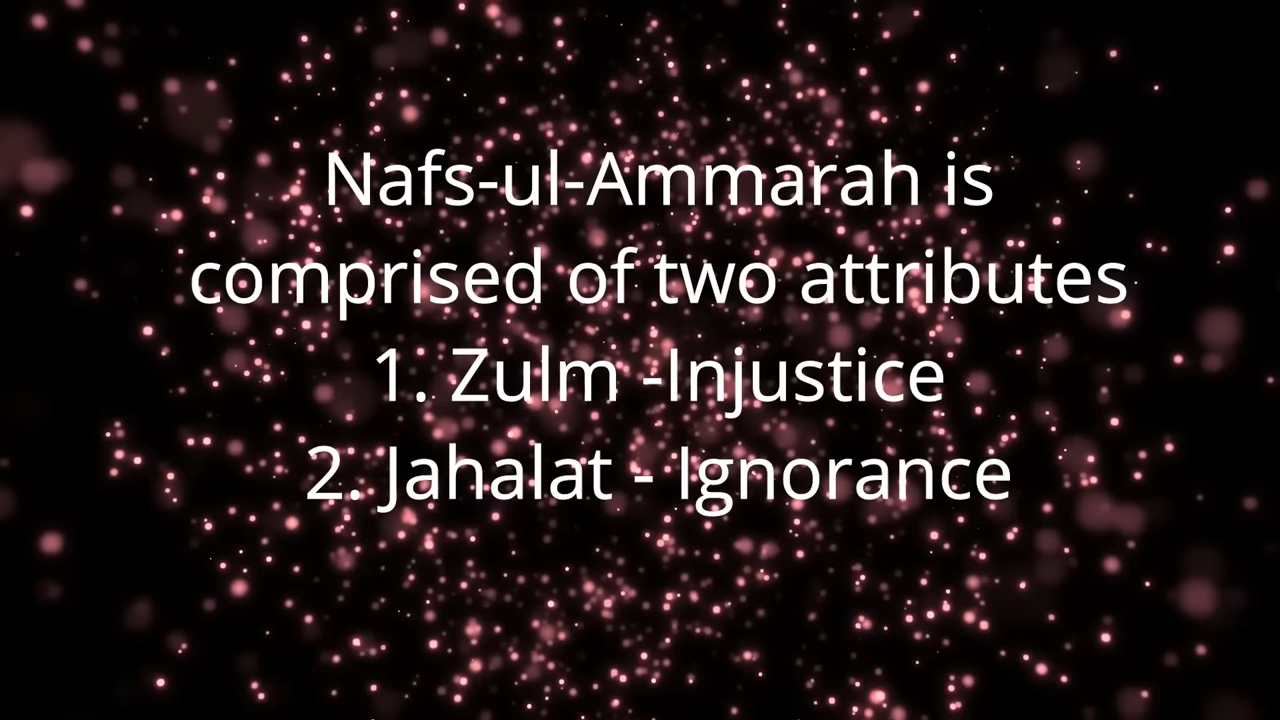 Nafs-ul-Ammarah is
comprised of two attributes
1. Zulm -Injustice
2. Jahalat - Ignorance